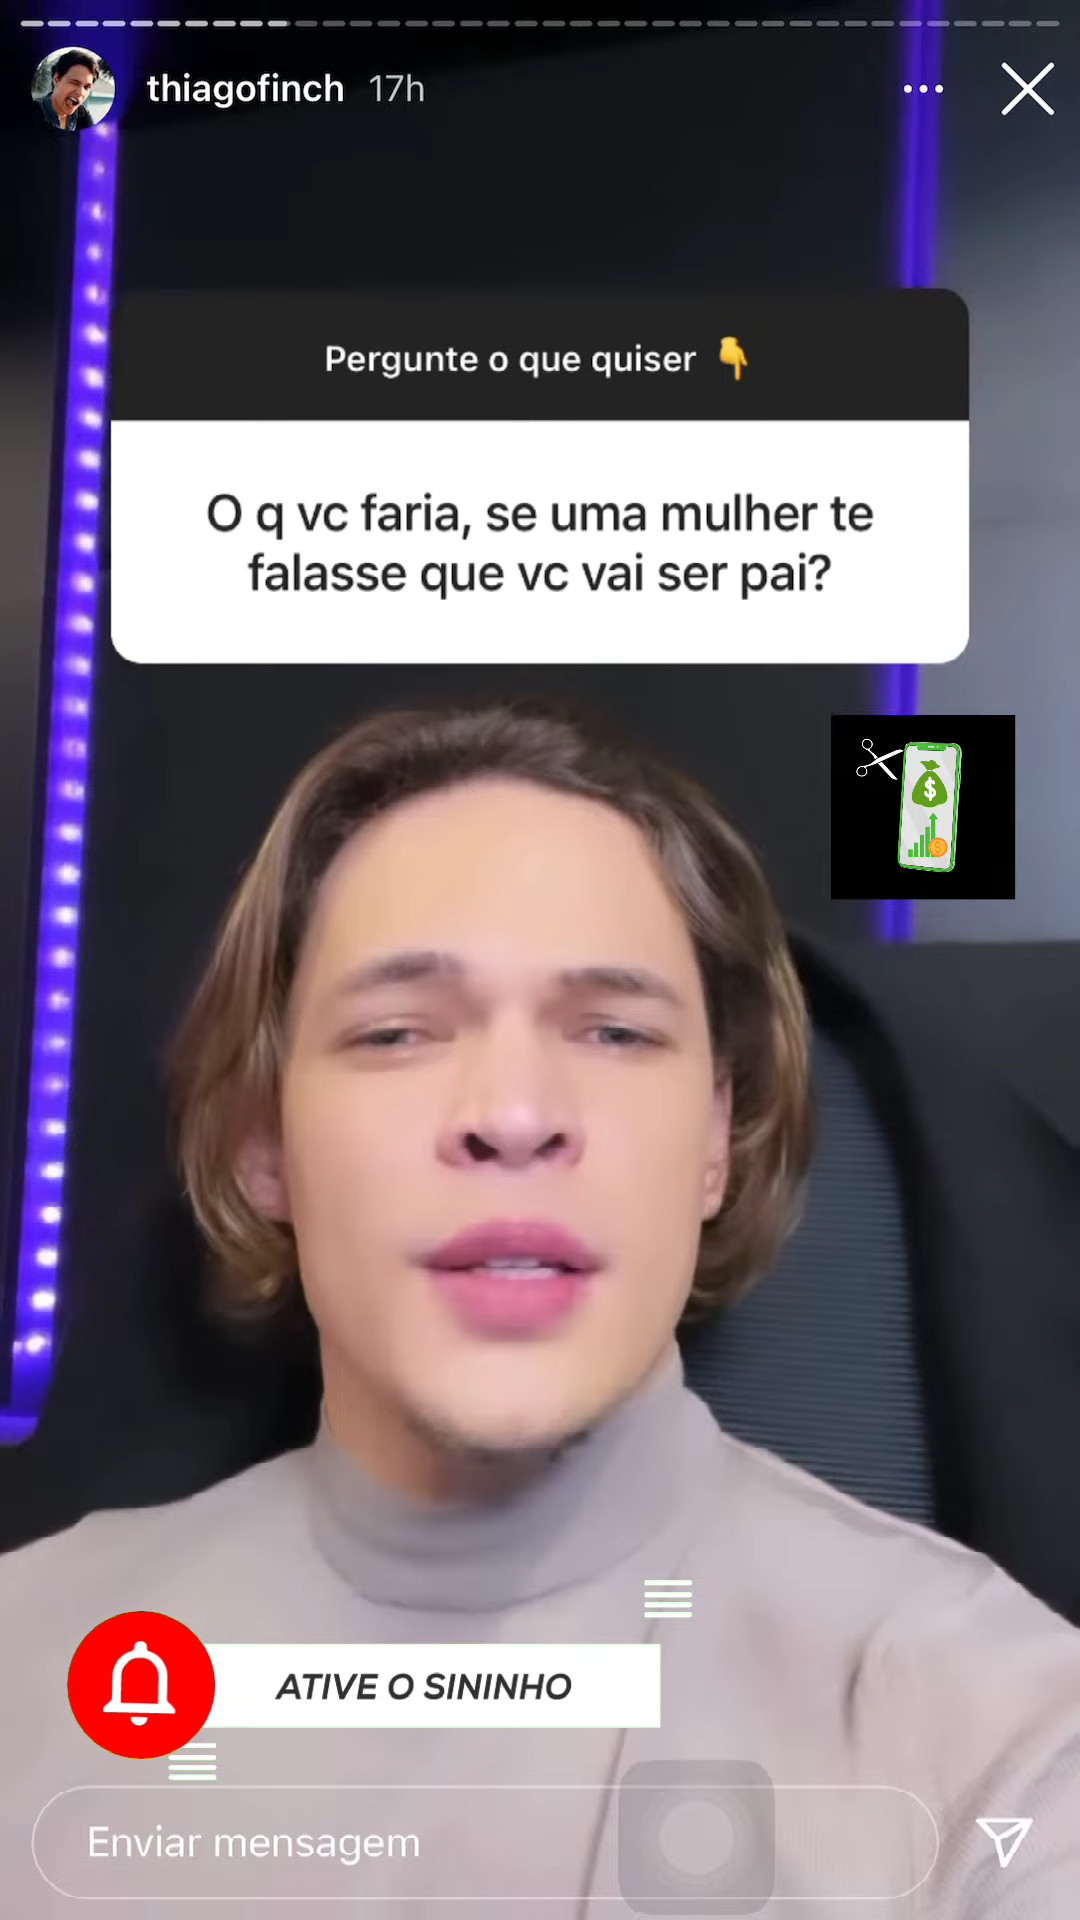 thiagofinch 17h
Pergunte o que quiser 👇
O q vc faria, se uma mulher te
falasse que vc vai ser pai?
$
ATIVE O SININHO
Enviar mensagem